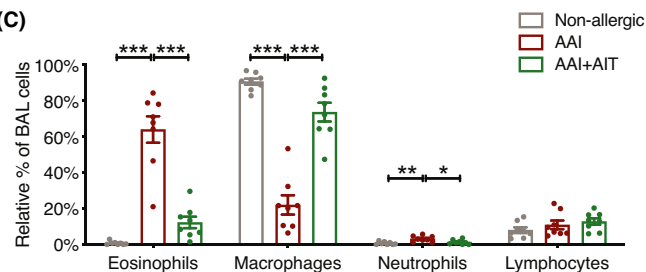 (C)
Non-allergic
AAI
AAI+AIT
*** *** *** ***
** *
Relative % of BAL cells
100%
80%
60%
40%
20%
0%
Eosinophils Macrophages Neutrophils Lymphocytes